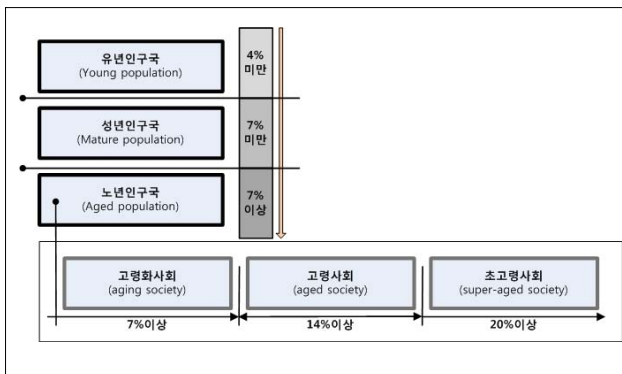 유년인구국
(Young population)
4%
미만
성년인구국
(Mature population)
7%
미만
노년인구국
(Aged population)
7%
이상
고령화사회
(aging society)
고령사회
(aged society)
초고령사회
(super-aged society)
7%이상
14%이상
20%이상